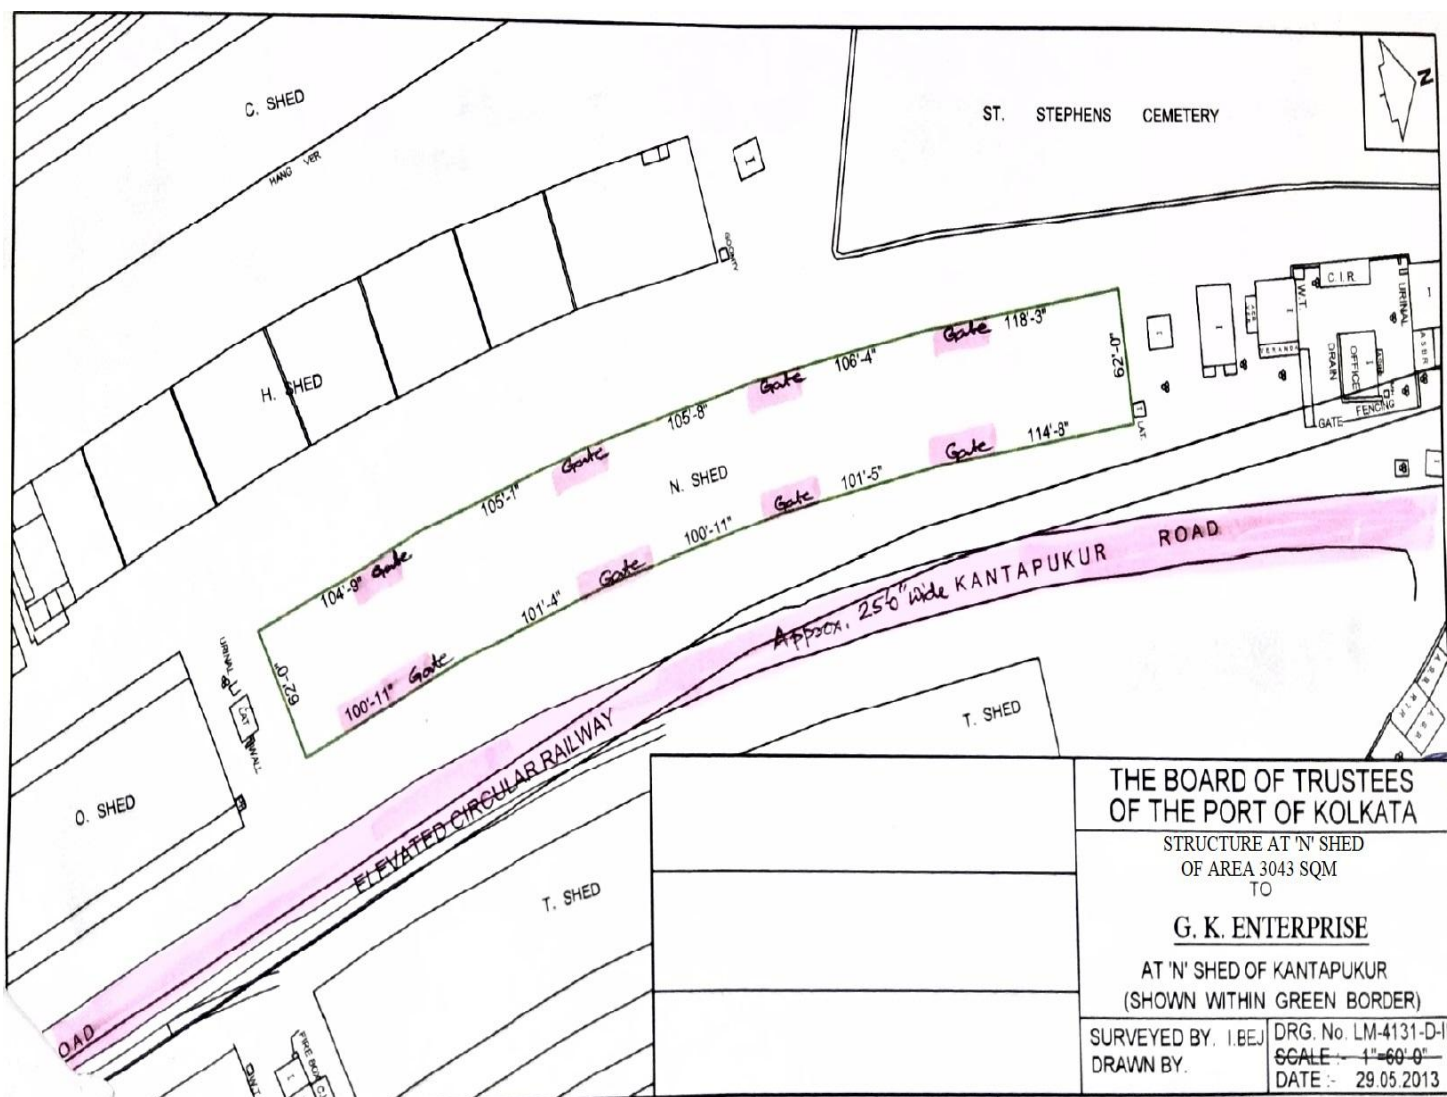 C. SHED
HANG VER
ST. STEPHENS CEMETERY
N
I
GOOMTY
H. SHED
C.I.R.
W.T.
URINAL
I
I
I
I
VERANDA
DRAIN
OFFICE
I
A S B R
FENCING
GATE
Gate 118'-3"
106'-4"
Gate
62'-0"
105'-8"
Gate
105'-1"
Gate
104'-9"
N. SHED
LAT.
114'-8"
Gate
101'-5"
Gate
100'-11"
Gate
101'-4"
Gate
100'-11"
62'-0"
URINAL
LAT
WALL
O. SHED
Approx. 25'0" wide KANTAPUKUR ROAD
ELEVATED CIRCULAR RAILWAY
T. SHED
T. SHED
OAD
FIRE BOX
I
THE BOARD OF TRUSTEES
OF THE PORT OF KOLKATA
STRUCTURE AT 'N' SHED
OF AREA 3043 SQM
TO
G. K. ENTERPRISE
AT 'N' SHED OF KANTAPUKUR
(SHOWN WITHIN GREEN BORDER)
SURVEYED BY. I.BEJ
DRAWN BY.
DRG. No. LM-4131-D-I
SCALE :- 1"=60'0"
DATE :- 29.05.2013